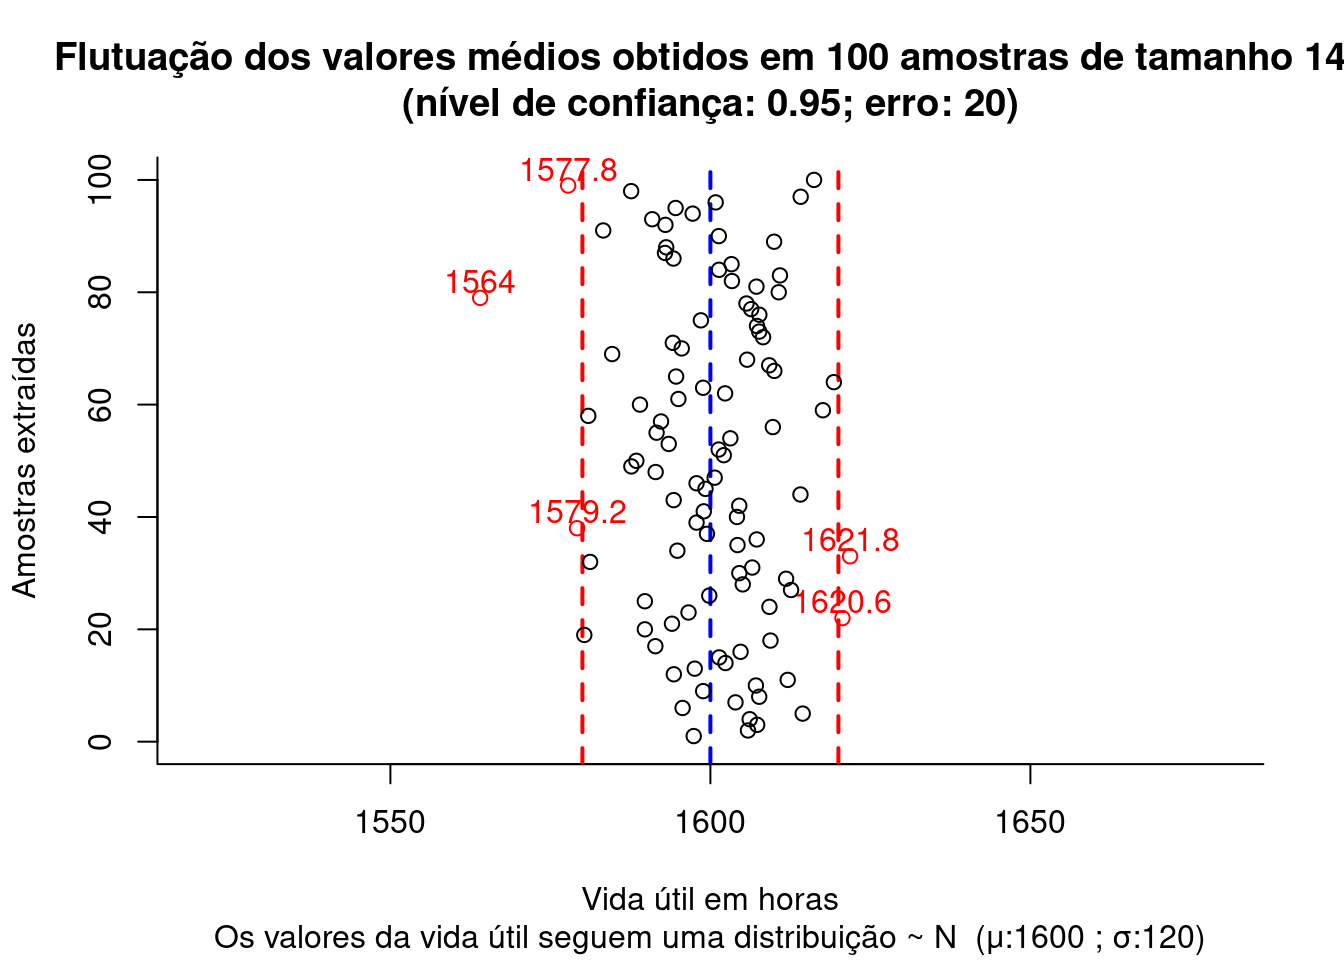 Flutuação dos valores médios obtidos em 100 amostras de tamanho 14
(nível de confiança: 0.95; erro: 20)
Amostras extraídas
100
80
60
40
20
0
1577.8
1564
1579.2
1621.8
1620.6
1550
1600
1650
Vida útil em horas
Os valores da vida útil seguem uma distribuição ~ N (μ:1600 ; σ:120)